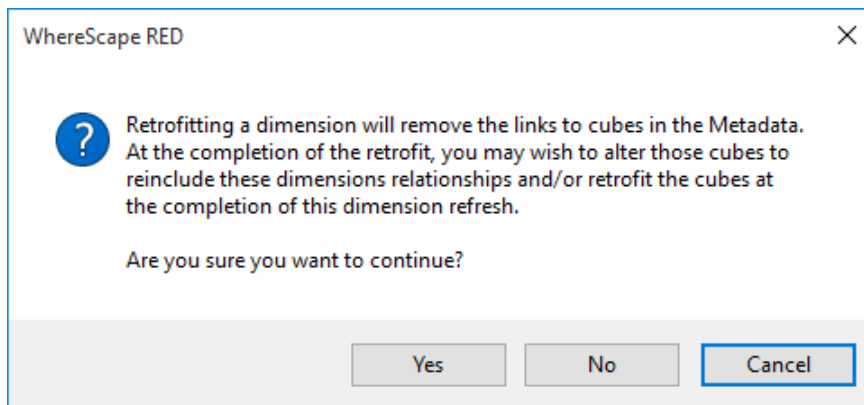 WhereScape RED
Retrofitting a dimension will remove the links to cubes in the Metadata.
At the completion of the retrofit, you may wish to alter those cubes to
reinclude these dimensions relationships and/or retrofit the cubes at
the completion of this dimension refresh.
Are you sure you want to continue?
Yes No Cancel